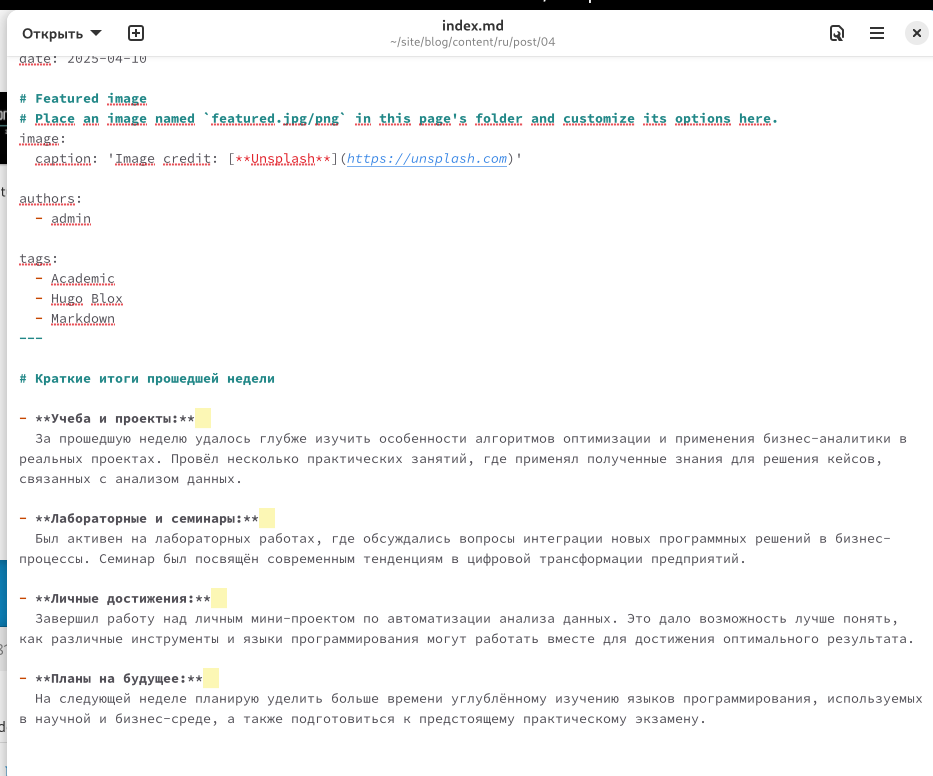 Открыть
index.md
~/site/blog/content/ru/post/04
date: 2025-04-10
# Featured image
# Place an image named `featured.jpg/png` in this page's folder and customize its options here.
image:
caption: 'Image credit: [**Unsplash**](https://unsplash.com)'
authors:
- admin
tags:
- Academic
- Hugo Blox
- Markdown
---
# Краткие итоги прошедшей недели
- **Учеба и проекты:**
За прошедшую неделю удалось глубже изучить особенности алгоритмов оптимизации и применения бизнес-аналитики в
реальных проектах. Провёл несколько практических занятий, где применял полученные знания для решения кейсов,
связанных с анализом данных.
- **Лабораторные и семинары:**
Был активен на лабораторных работах, где обсуждались вопросы интеграции новых программных решений в бизнес-
процессы. Семинар был посвящён современным тенденциям в цифровой трансформации предприятий.
- **Личные достижения:**
Завершил работу над личным мини-проектом по автоматизации анализа данных. Это дало возможность лучше понять,
как различные инструменты и языки программирования могут работать вместе для достижения оптимального результата.
- **Планы на будущее:**
На следующей неделе планирую уделить больше времени углублённому изучению языков программирования, используемых
в научной и бизнес-среде, а также подготовиться к предстоящему практическому экзамену.